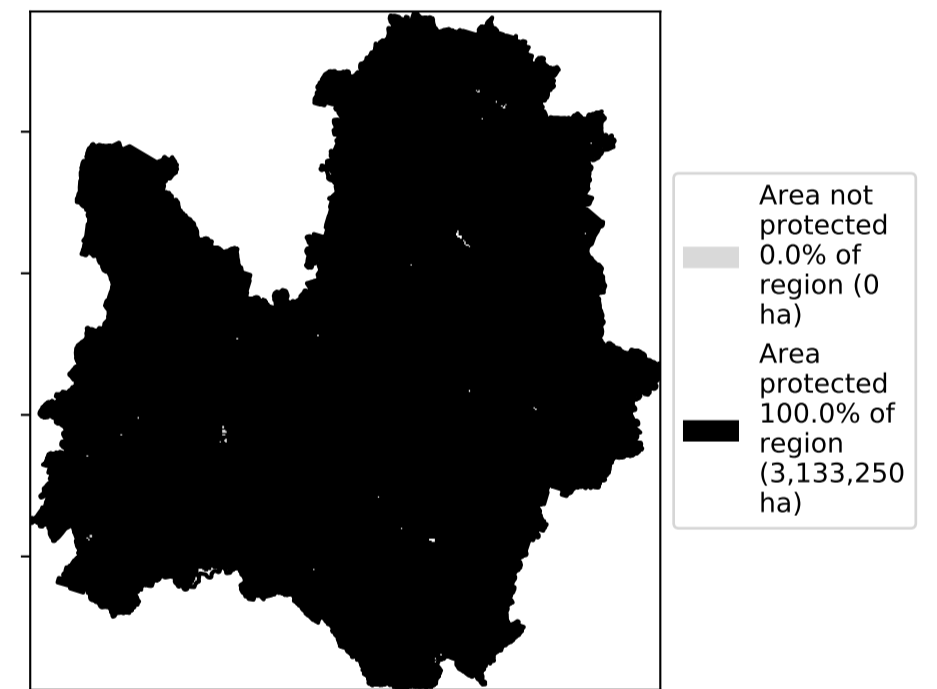 Area not
protected
0.0% of
region (0
ha)
Area
protected
100.0% of
region
(3,133,250
ha)